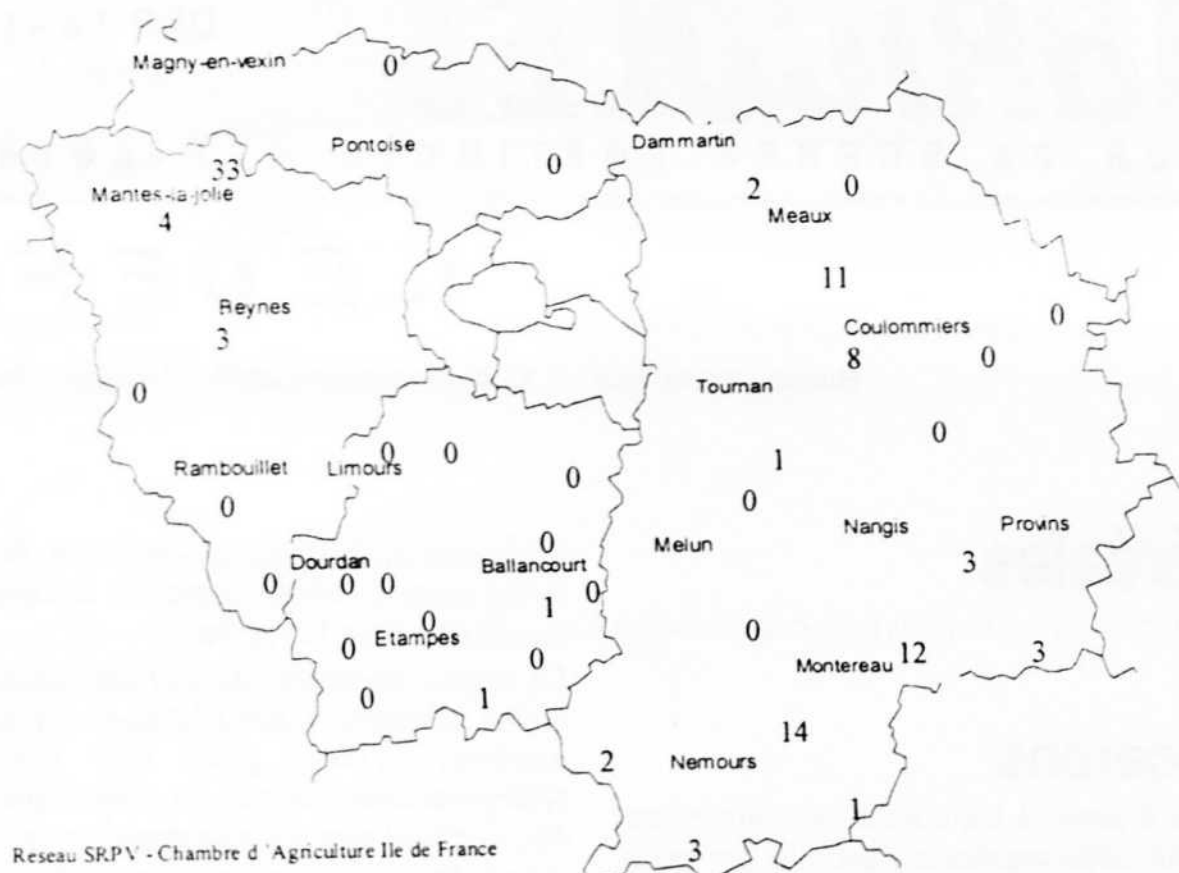 Magny-en-vexin 0
Pontoise 0 Dammartin
33
2 0
Mantes-la-jolie
4
Meaux
11
Beynes
3
0
Coulommiers
8 0
0
Tournan
0
0 0
Rambouillet Limours
0
1
0
0
Nangis Provins
Melun
0
3
Dourdan
Ballancourt
0 0 0
0
1
Etampes 0
0
0
0
12 3
Montereau
0 1
14
2
Nemours
1
3
Reseau SRPV - Chambre d 'Agriculture Ile de France